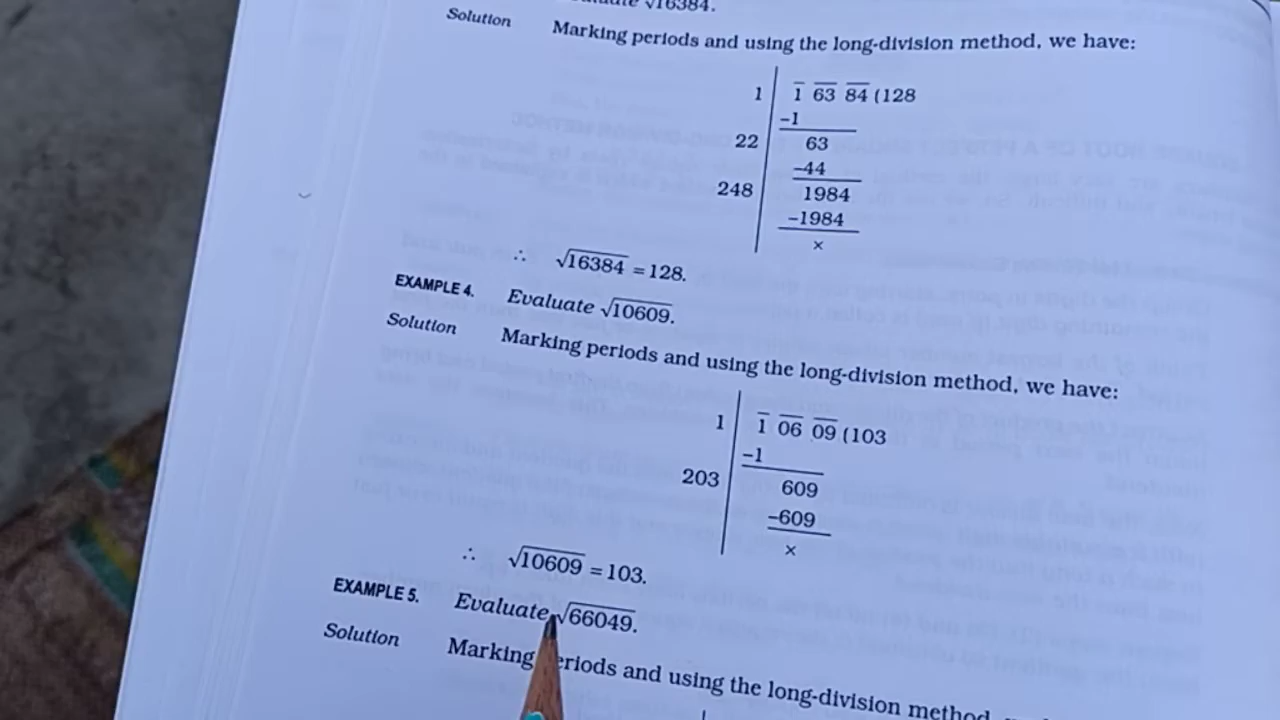 √16384.
Solution Marking periods and using the long-division method, we have:
1 1 63 84 (128
–1
22 63
–44
248 1984
–1984
×
∴ √16384 = 128.
EXAMPLE 4. Evaluate √10609.
Solution Marking periods and using the long-division method, we have:
1 1 06 09 (103
–1
203 609
–609
×
∴ √10609 = 103.
EXAMPLE 5. Evaluate √66049.
Solution Marking periods and using the long-division method,